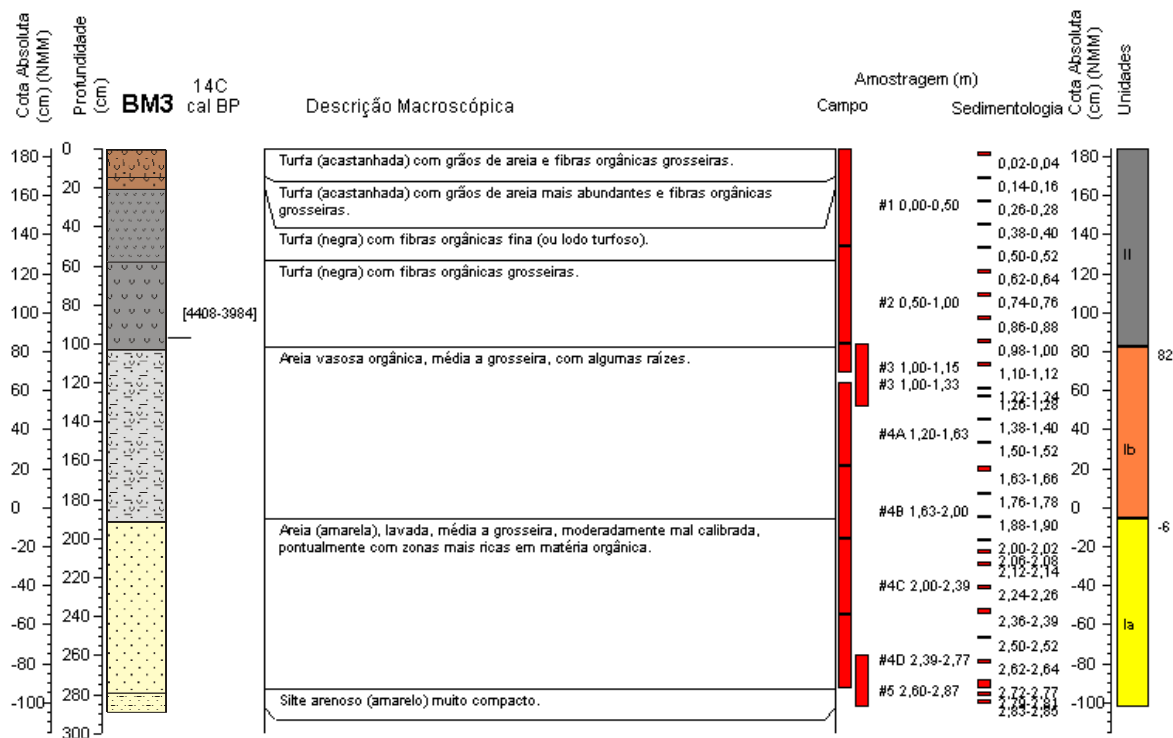 Cota Absoluta
(cm) (NMM)
Profundidade
(cm)
BM3
14C
cal BP
Descrição Macroscópica
Amostragem (m)
Campo
Sedimentologia
Cota Absoluta
(cm) (NMM)
Unidades
180
160
140
120
100
80
60
40
20
0
-20
-40
-60
-80
-100
0
20
40
60
80
100
120
140
160
180
200
220
240
260
280
300
[4408-3984]
Turfa (acastanhada) com grãos de areia e fibras orgânicas grosseiras.
Turfa (acastanhada) com grãos de areia mais abundantes e fibras orgânicas
grosseiras.
Turfa (negra) com fibras orgânicas fina (ou lodo turfoso).
Turfa (negra) com fibras orgânicas grosseiras.
Areia vasosa orgânica, média a grosseira, com algumas raízes.
Areia (amarela), lavada, média a grosseira, moderadamente mal calibrada,
pontualmente com zonas mais ricas em matéria orgânica.
Silte arenoso (amarelo) muito compacto.
#1 0,00-0,50
#2 0,50-1,00
#3 1,00-1,15
#3 1,00-1,33
#4A 1,20-1,63
#4B 1,63-2,00
#4C 2,00-2,39
#4D 2,39-2,77
#5 2,60-2,87
0,02-0,04
0,14-0,16
0,26-0,28
0,38-0,40
0,50-0,52
0,62-0,64
0,74-0,76
0,86-0,88
0,98-1,00
1,10-1,12
1,22-1,24
1,26-1,28
1,38-1,40
1,50-1,52
1,63-1,66
1,76-1,78
1,88-1,90
2,00-2,02
2,06-2,08
2,12-2,14
2,24-2,26
2,36-2,39
2,50-2,52
2,62-2,64
2,72-2,77
2,79-2,81
2,83-2,85
180
160
140
120
100
80
60
40
20
0
-20
-40
-60
-80
-100
II
Ib
Ia
82
-6